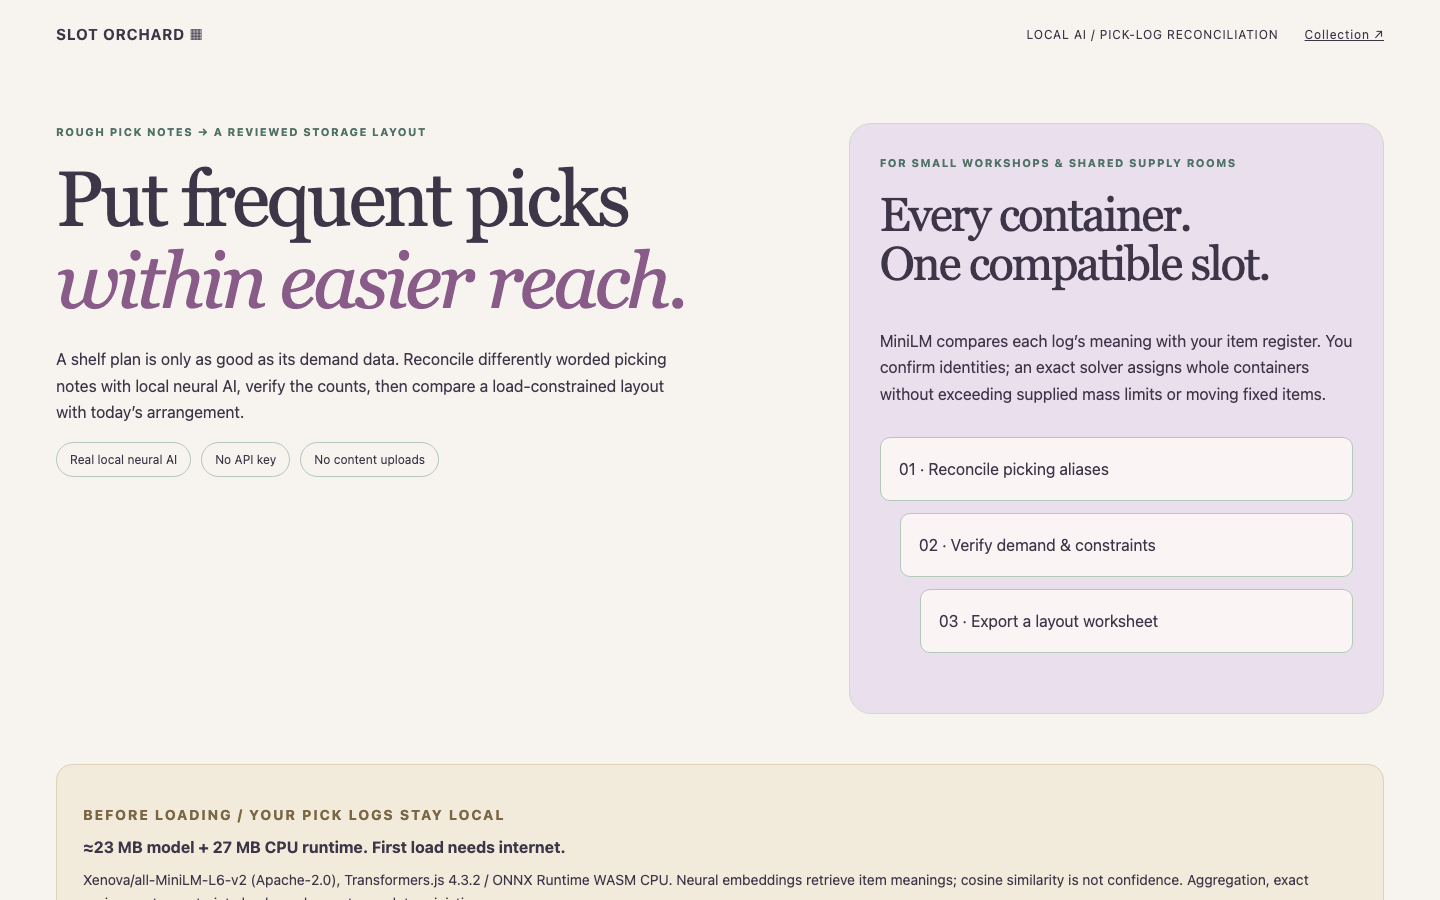 SLOT ORCHARD ▦
LOCAL AI / PICK-LOG RECONCILIATION
Collection ↗
ROUGH PICK NOTES → A REVIEWED STORAGE LAYOUT
Put frequent picks
within easier reach.
A shelf plan is only as good as its demand data. Reconcile differently worded picking
notes with local neural AI, verify the counts, then compare a load-constrained layout
with today’s arrangement.
Real local neural AI
No API key
No content uploads
FOR SMALL WORKSHOPS & SHARED SUPPLY ROOMS
Every container.
One compatible slot.
MiniLM compares each log’s meaning with your item register. You
confirm identities; an exact solver assigns whole containers
without exceeding supplied mass limits or moving fixed items.
01 · Reconcile picking aliases
02 · Verify demand & constraints
03 · Export a layout worksheet
BEFORE LOADING / YOUR PICK LOGS STAY LOCAL
≈23 MB model + 27 MB CPU runtime. First load needs internet.
Xenova/all-MiniLM-L6-v2 (Apache-2.0), Transformers.js 4.3.2 / ONNX Runtime WASM CPU. Neural embeddings retrieve item meanings; cosine similarity is not confidence. Aggregation, exact